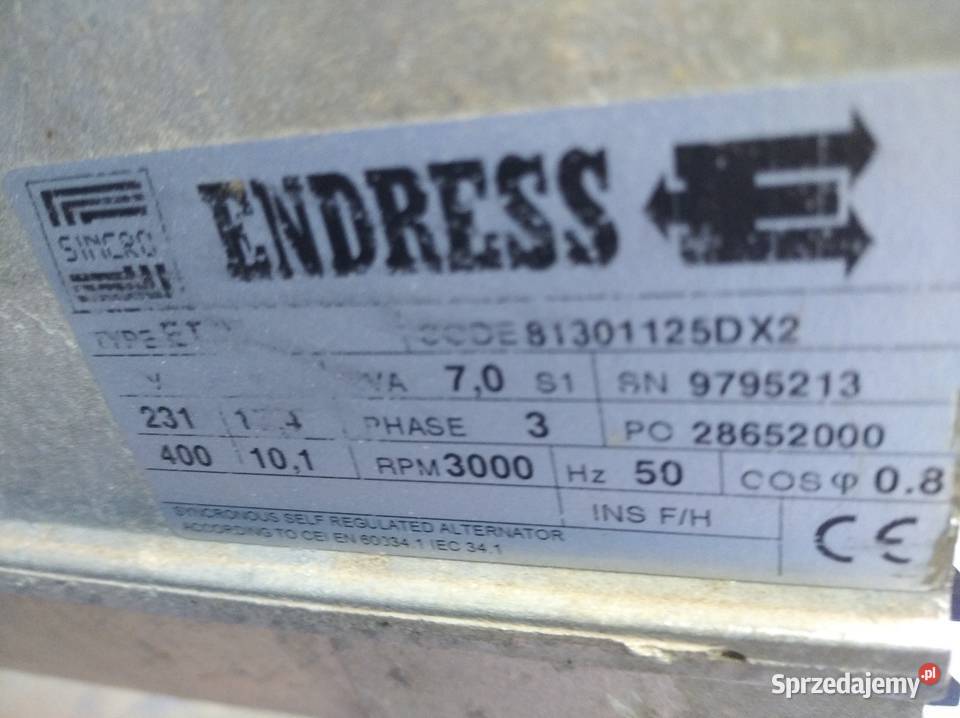 SINCRO
ENDRESS
TYPE CODE 81301125DX2
V VA 7,0 S1 SN 9795213
231 PHASE 3 PC 28652000
400 10,1 RPM 3000 Hz 50 COSφ 0.8
INS F/H
SYNCRONOUS SELF REGULATED ALTERNATOR
ACCORDING TO CEI EN 60034.1 IEC 34.1
CE
Sprzedajemy.pl